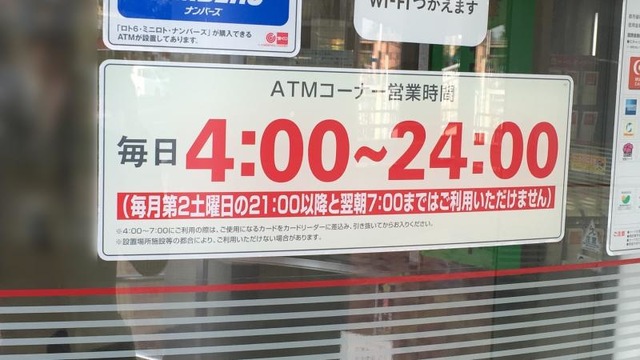 ナンバーズ
「ロト6・ミニロト・ナンバーズ」が購入できる
ATMが設置してあります。
Wi-Fiつかえます
ATMコーナー営業時間
毎日4:00~24:00
(毎月第2土曜日の21:00以降と翌朝7:00まではご利用いただけません)
※4:00~7:00にご利用の際は、ご使用になるカードをカードリーダーに差込み、引き抜いてからお入りください。
※設置場所施設等の都合により、ご利用いただけない場合があります。